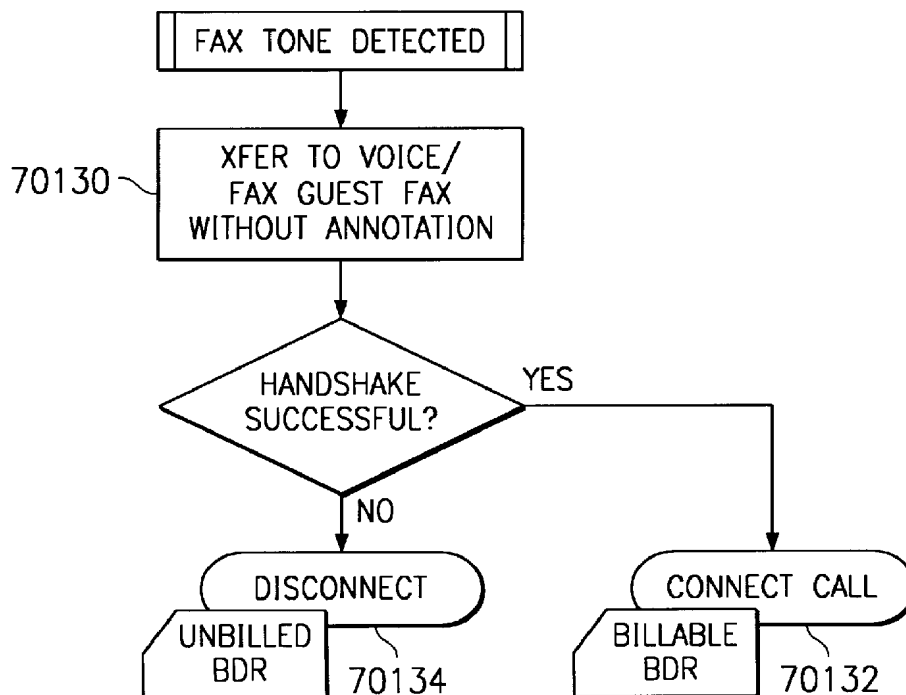 FAX TONE DETECTED
70130
XFER TO VOICE/
FAX GUEST FAX
WITHOUT ANNOTATION
HANDSHAKE
SUCCESSFUL?
YES
NO
DISCONNECT
UNBILLED
BDR
70134
CONNECT CALL
BILLABLE
BDR
70132